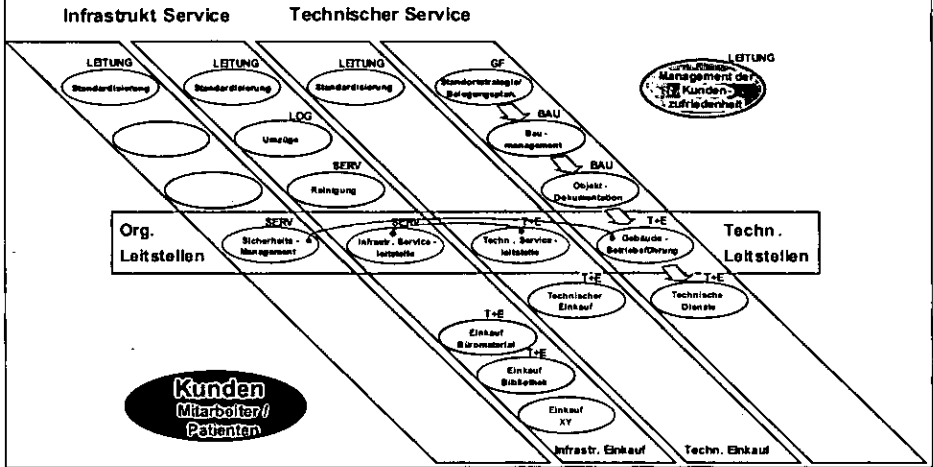 Infrastrukt Service
Technischer Service
LEITUNG
Standardisierung
LEITUNG
Standardisierung
LEITUNG
Standardisierung
GF
Standortstrategie/
Belegungsplan.
LEITUNG
Management der
Kunden-
zufriedenheit
LOG
Umzüge
BAU
Bau-
management
SERV
Reinigung
BAU
Objekt-
Dokumentation
Org.
Leitstellen
SERV
Sicherheits-
Management
SERV
Infrastr. Service-
leitstelle
T+E
Techn. Service-
leitstelle
T+E
Gebäude-
Betriebsführung
Techn.
Leitstellen
T+E
Technischer
Einkauf
T+E
Technische
Dienste
T+E
Einkauf
Büromaterial
T+E
Einkauf
Bibliothek
Einkauf
XY
Kunden
Mitarbeiter /
Patienten
Infrastr. Einkauf
Techn. Einkauf